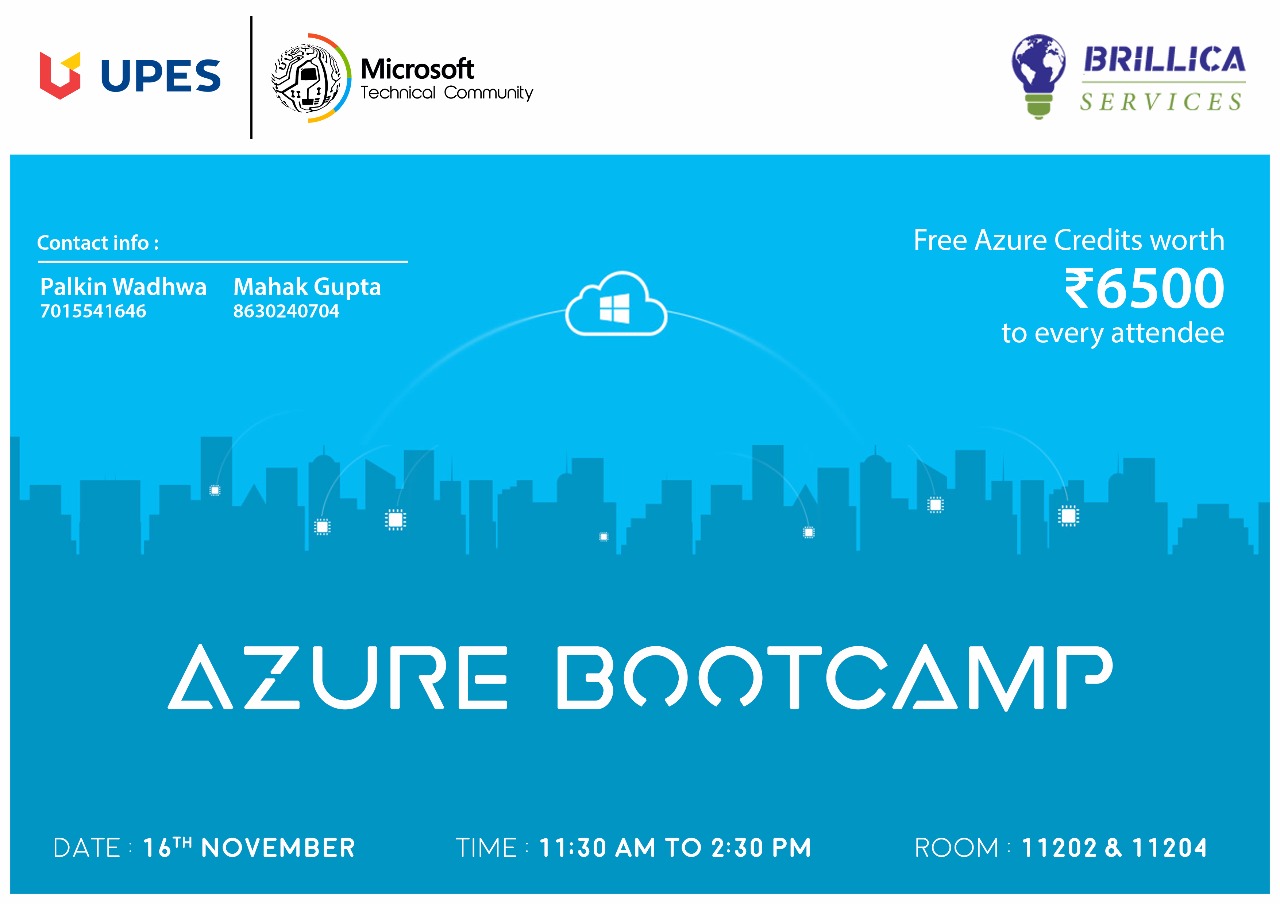 UPES
Microsoft
Technical Community
BRILLICA
SERVICES
Contact info :
Palkin Wadhwa
7015541646
Mahak Gupta
8630240704
Free Azure Credits worth
₹6500
to every attendee
AZURE BOOTCAMP
DATE : 16TH NOVEMBER
TIME : 11:30 AM TO 2:30 PM
ROOM : 11202 & 11204